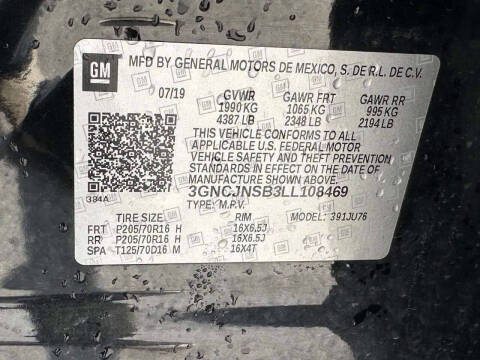 GM MFD BY GENERAL MOTORS DE MEXICO, S. DE R.L. DE C.V.
07/19 GVWR GAWR FRT GAWR RR
1990 KG 1065 KG 995 KG
4387 LB 2348 LB 2194 LB
THIS VEHICLE CONFORMS TO ALL
APPLICABLE U.S. FEDERAL MOTOR
VEHICLE SAFETY AND THEFT PREVENTION
STANDARDS IN EFFECT ON THE DATE OF
MANUFACTURE SHOWN ABOVE.
384A 3GNCJNSB3LL108469
TYPE: M.P.V. MODEL: 391JU76
TIRE SIZE RIM
FRT P205/70R16 H 16X6.5J
RR P205/70R16 H 16X6.5J
SPA T125/70D16 M 16X4T